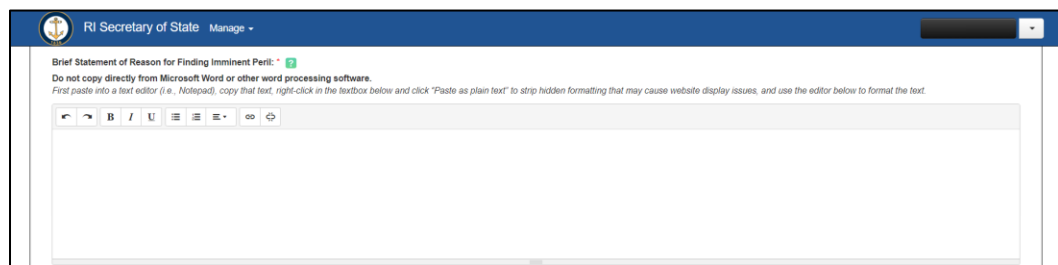 RI Secretary of State Manage
Brief Statement of Reason for Finding Imminent Peril: * ?
Do not copy directly from Microsoft Word or other word processing software.
First paste into a text editor (i.e., Notepad), copy that text, right-click in the textbox below and click "Paste as plain text" to strip hidden formatting that may cause website display issues, and use the editor below to format the text.
B I U